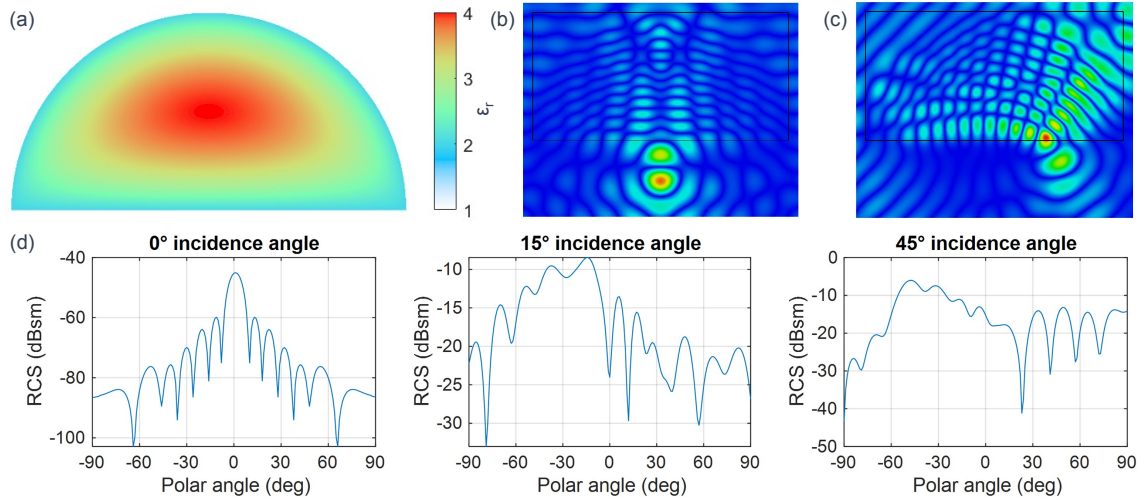 (a)
4
3
2
1
εr
(b)
(c)
(d)
0° incidence angle
RCS (dBsm)
-40
-60
-80
-100
-90 -60 -30 0 30 60 90
Polar angle (deg)
15° incidence angle
RCS (dBsm)
-10
-15
-20
-25
-30
-90 -60 -30 0 30 60 90
Polar angle (deg)
45° incidence angle
RCS (dBsm)
0
-10
-20
-30
-40
-50
-90 -60 -30 0 30 60 90
Polar angle (deg)